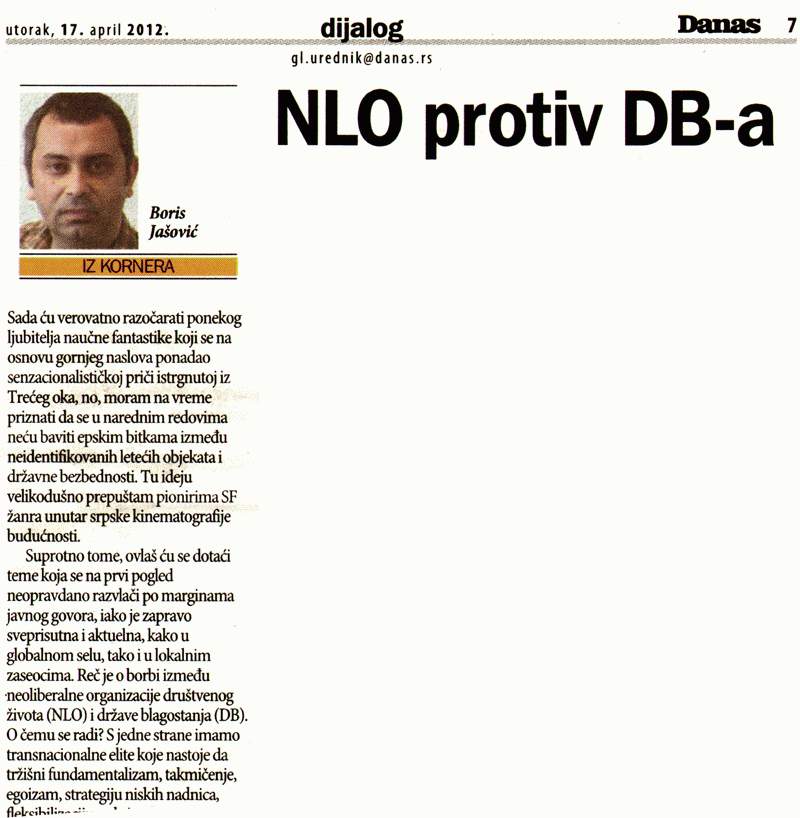 utorak, 17. april 2012.
dijalog
Danas 7
gl.urednik@danas.rs
NLO protiv DB-a
Boris
Jašović
IZ KORNERA
Sada ću verovatno razočarati ponekog
ljubitelja naučne fantastike koji se na
osnovu gornjeg naslova ponadao
senzacionalističkoj priči istrgnutoj iz
Trećeg oka, no, moram na vreme
priznati da se u narednim redovima
neću baviti epskim bitkama između
neidentifikovanih letećih objekata i
državne bezbednosti. Tu ideju
velikodušno prepuštam pionirima SF
žanra unutar srpske kinematografije
budućnosti.
Suprotno tome, ovlaš ću se dotaći
teme koja se na prvi pogled
neopravdano razvlači po marginama
javnog govora, iako je zapravo
sveprisutna i aktuelna, kako u
globalnom selu, tako i u lokalnim
zaseocima. Reč je o borbi između
neoliberalne organizacije društvenog
života (NLO) i države blagostanja (DB).
O čemu se radi? S jedne strane imamo
transnacionalne elite koje nastoje da
tržišni fundamentalizam, takmičenje,
egoizam, strategiju niskih nadnica,